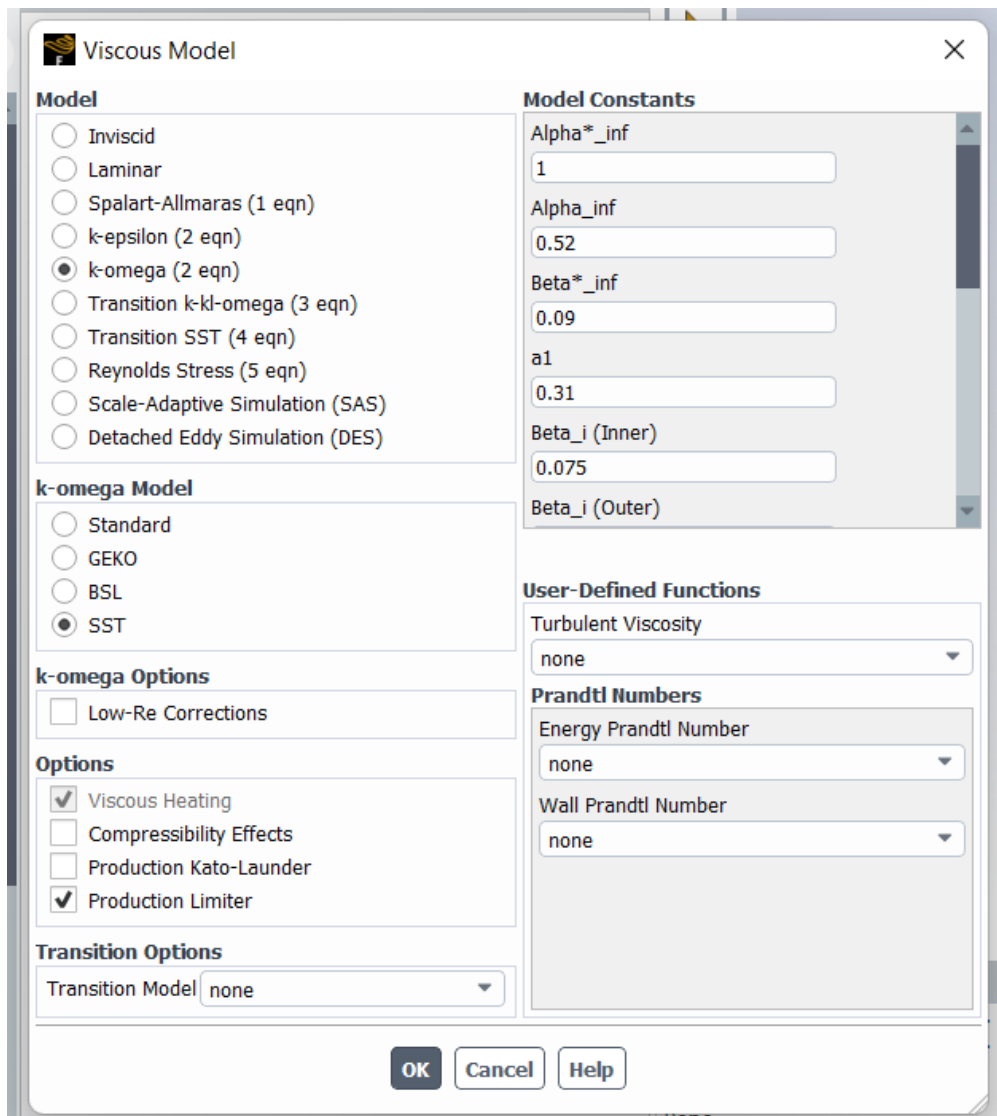 Viscous Model
Model
Inviscid
Laminar
Spalart-Allmaras (1 eqn)
k-epsilon (2 eqn)
k-omega (2 eqn)
Transition k-kl-omega (3 eqn)
Transition SST (4 eqn)
Reynolds Stress (5 eqn)
Scale-Adaptive Simulation (SAS)
Detached Eddy Simulation (DES)
k-omega Model
Standard
GEKO
BSL
SST
k-omega Options
Low-Re Corrections
Options
Viscous Heating
Compressibility Effects
Production Kato-Launder
Production Limiter
Transition Options
Transition Model none
Model Constants
Alpha*_inf
1
Alpha_inf
0.52
Beta*_inf
0.09
a1
0.31
Beta_i (Inner)
0.075
Beta_i (Outer)
User-Defined Functions
Turbulent Viscosity
none
Prandtl Numbers
Energy Prandtl Number
none
Wall Prandtl Number
none
OK Cancel Help